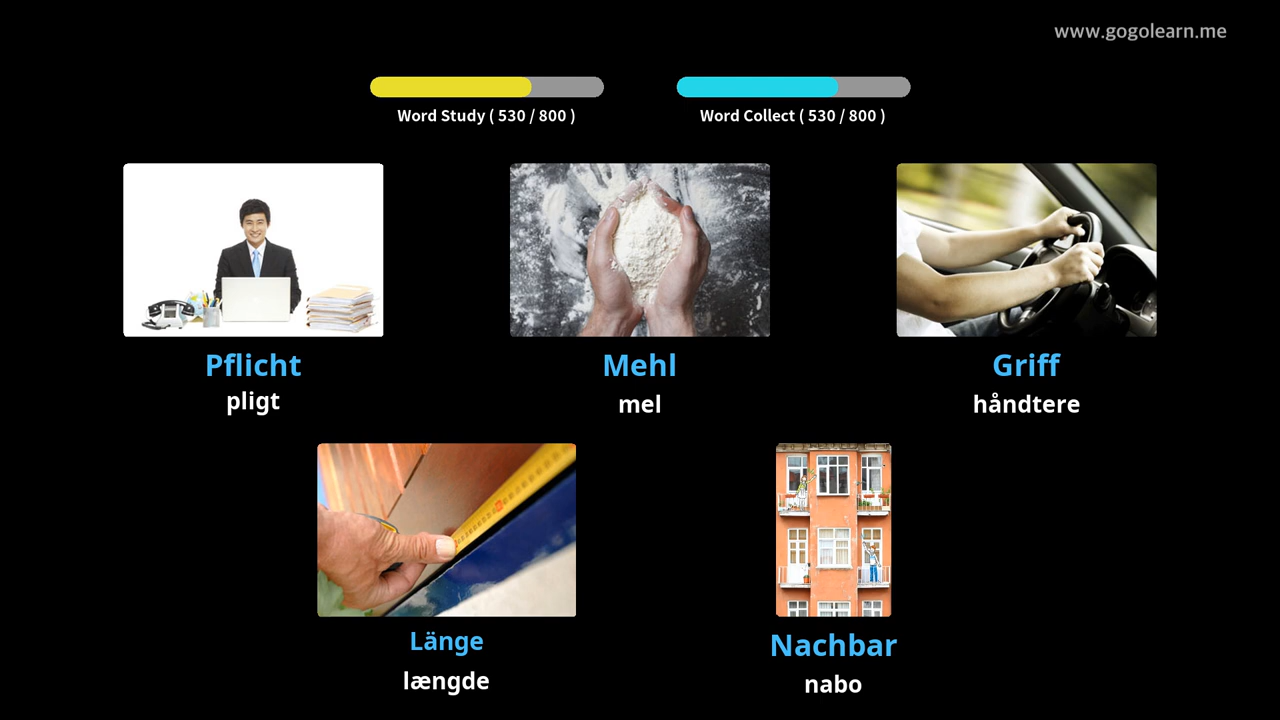 www.gogolearn.me
Word Study ( 530 / 800 )
Word Collect ( 530 / 800 )
Pflicht
pligt
Mehl
mel
Griff
håndtere
Länge
længde
Nachbar
nabo